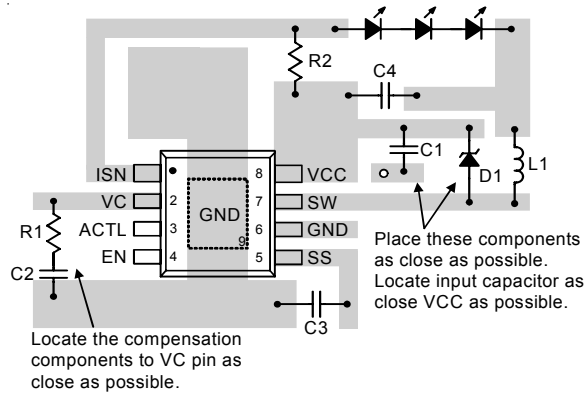 R2
C4
C1
D1
L1
ISN
VC
ACTL
EN
2
3
4
GND
9
8
7
6
5
VCC
SW
GND
SS
R1
C2
C3
Place these components
as close as possible.
Locate input capacitor as
close VCC as possible.
Locate the compensation
components to VC pin as
close as possible.